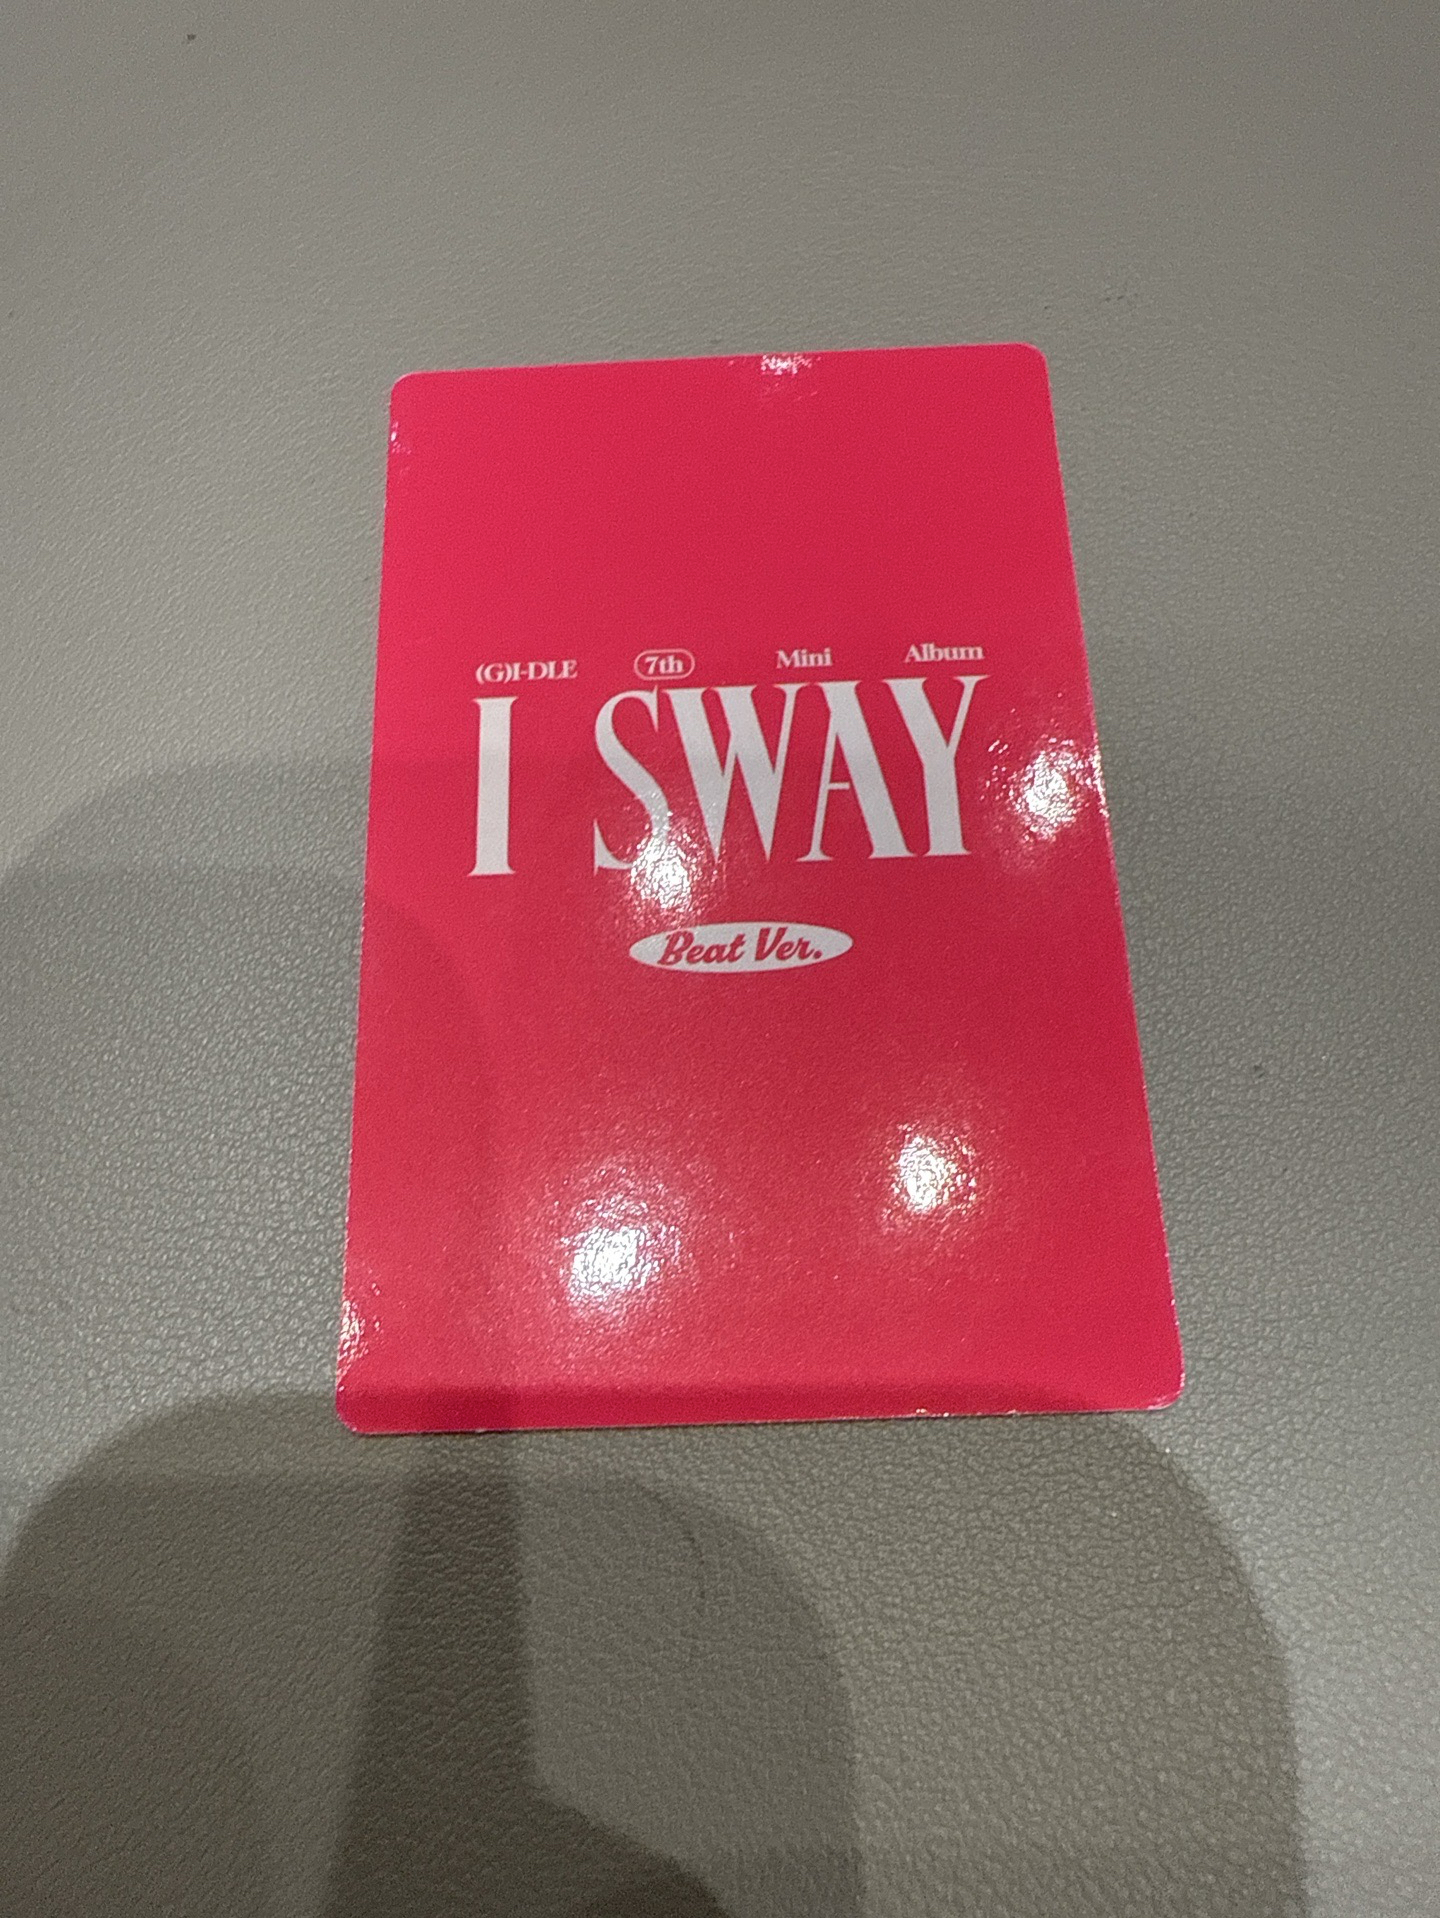 (G)I-DLE 7th Mini Album
I SWAY
Beat Ver.